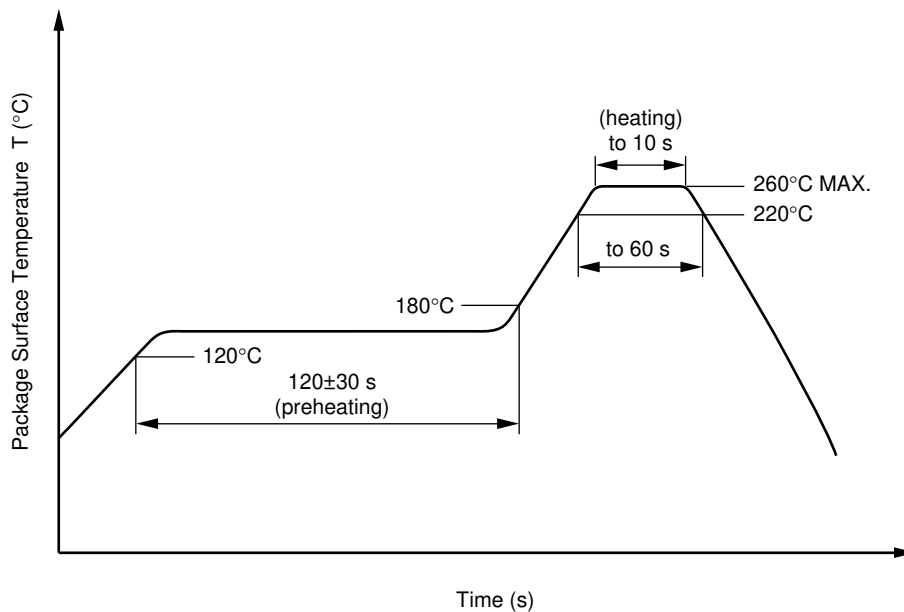 (heating)
to 10 s
260°C MAX.
220°C
to 60 s
180°C
120°C
120±30 s
(preheating)
Package Surface Temperature T (°C)
Time (s)